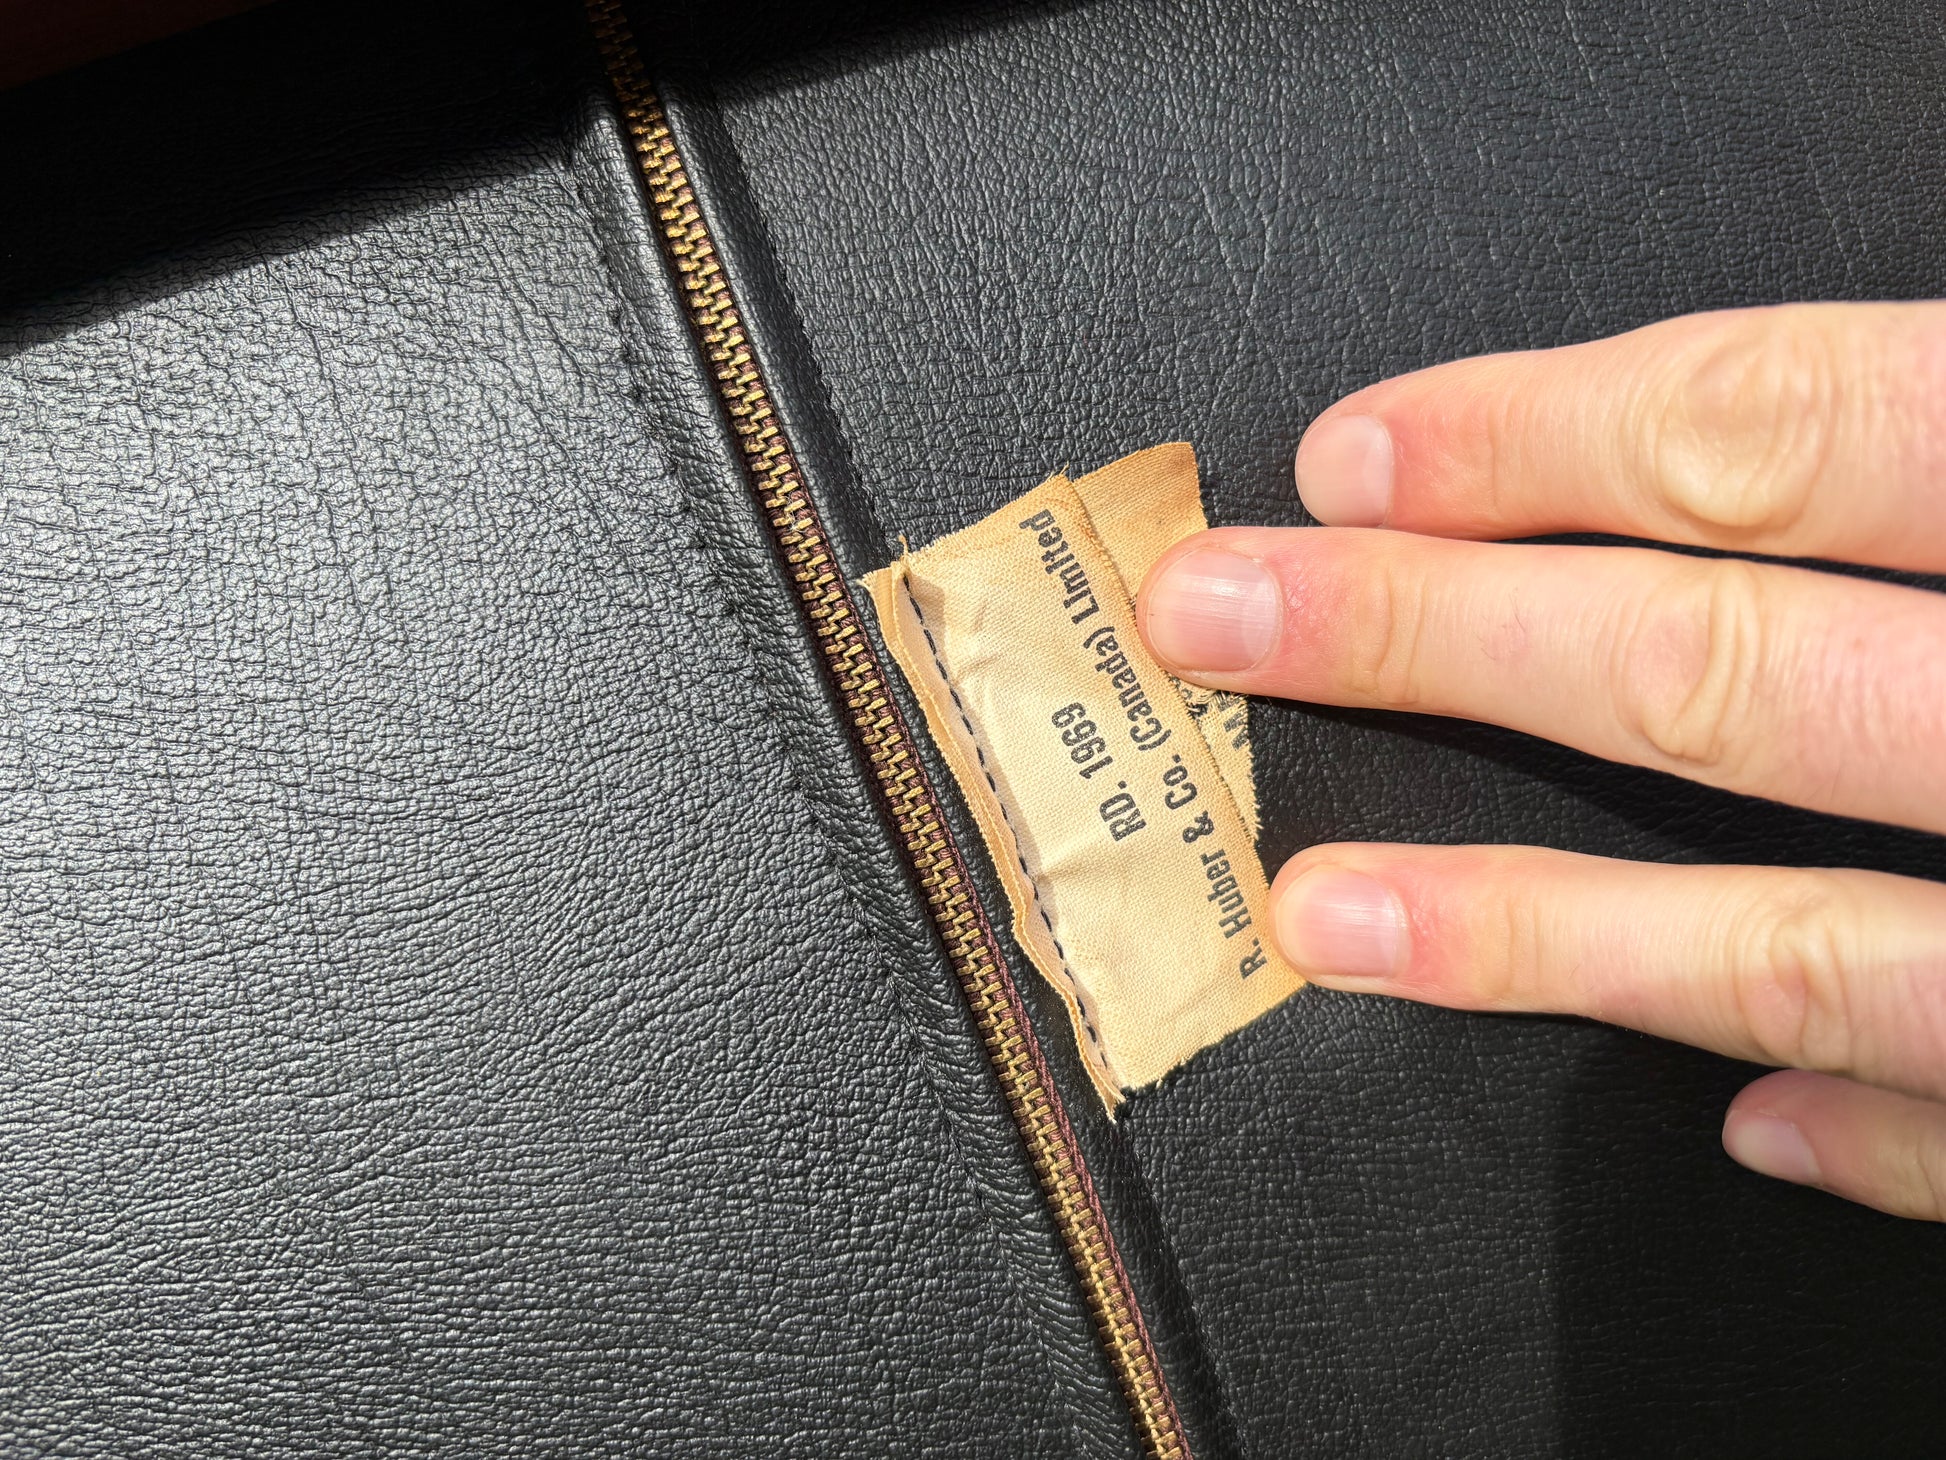 RD. 1969
R. Huber & Co. (Canada) Limited